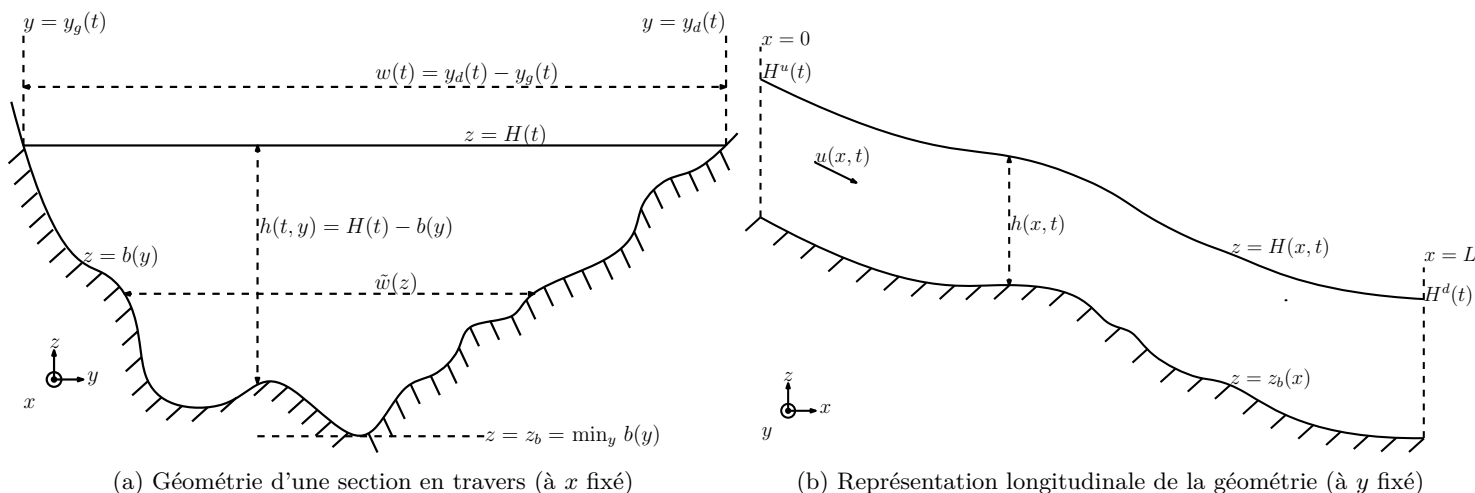 y = y_g(t)
y = y_d(t)
w(t) = y_d(t) − y_g(t)
z = H(t)
h(t, y) = H(t) − b(y)
z = b(y)
w̃(z)
z
y
x
z = z_b = min_y b(y)
(a) Géométrie d'une section en travers (à x fixé)
x = 0
H^u(t)
u(x, t)
h(x, t)
z = H(x, t)
x = L
H^d(t)
z = z_b(x)
z
x
y
(b) Représentation longitudinale de la géométrie (à y fixé)